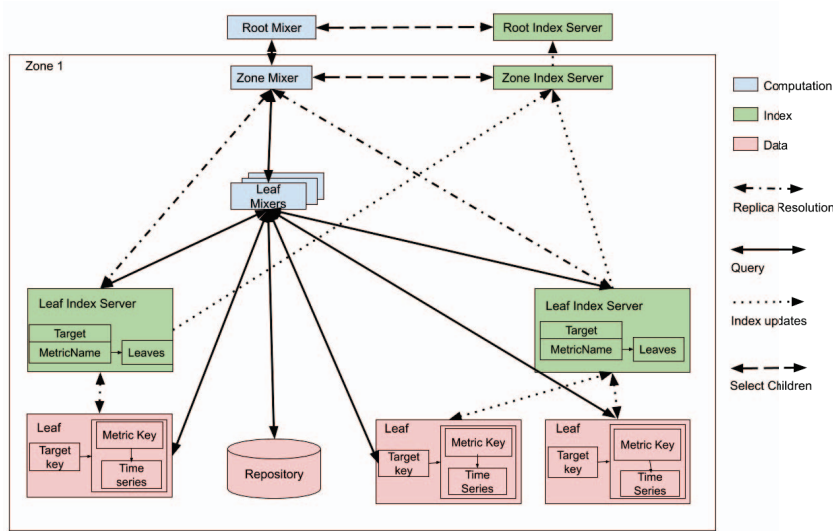 Root Mixer
Root Index Server
Zone 1
Zone Mixer
Zone Index Server
Computation
Index
Data
Leaf
Mixers
Replica Resolution
Query
Leaf Index Server
Target
MetricName
Leaves
Leaf Index Server
Target
MetricName
Leaves
Index updates
Select Children
Leaf
Target
key
Metric Key
Time
series
Repository
Leaf
Target
key
Metric Key
Time
Series
Leaf
Target
key
Metric Key
Time
Series